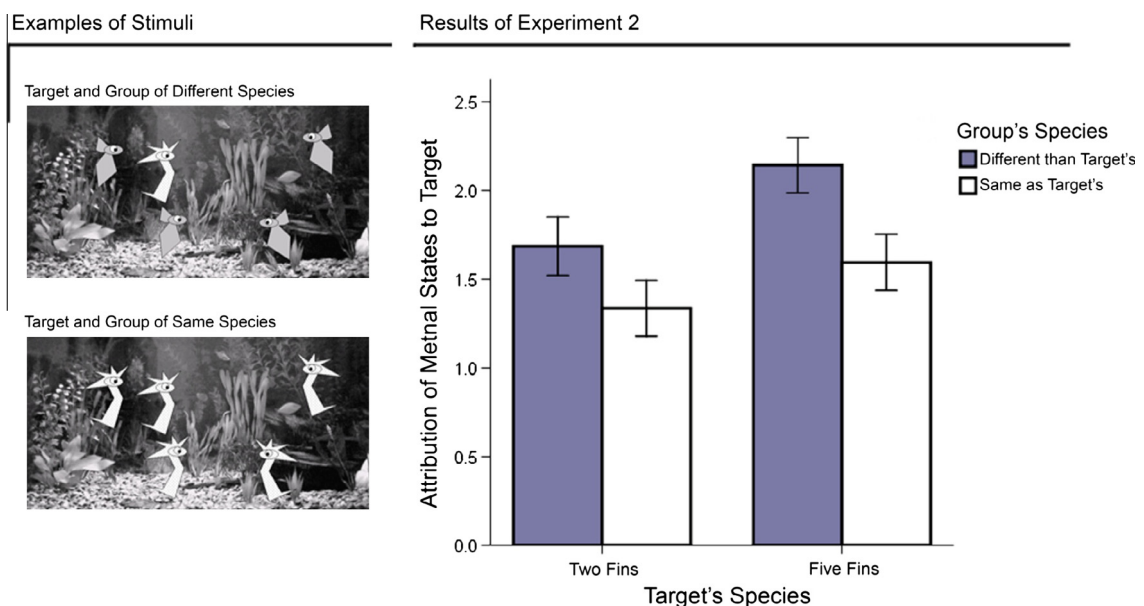 Examples of Stimuli
Target and Group of Different Species
Target and Group of Same Species
Results of Experiment 2
Attribution of Metnal States to Target
2.5
2.0
1.5
1.0
0.5
0.0
Two Fins
Five Fins
Target's Species
Group's Species
Different than Target's
Same as Target's